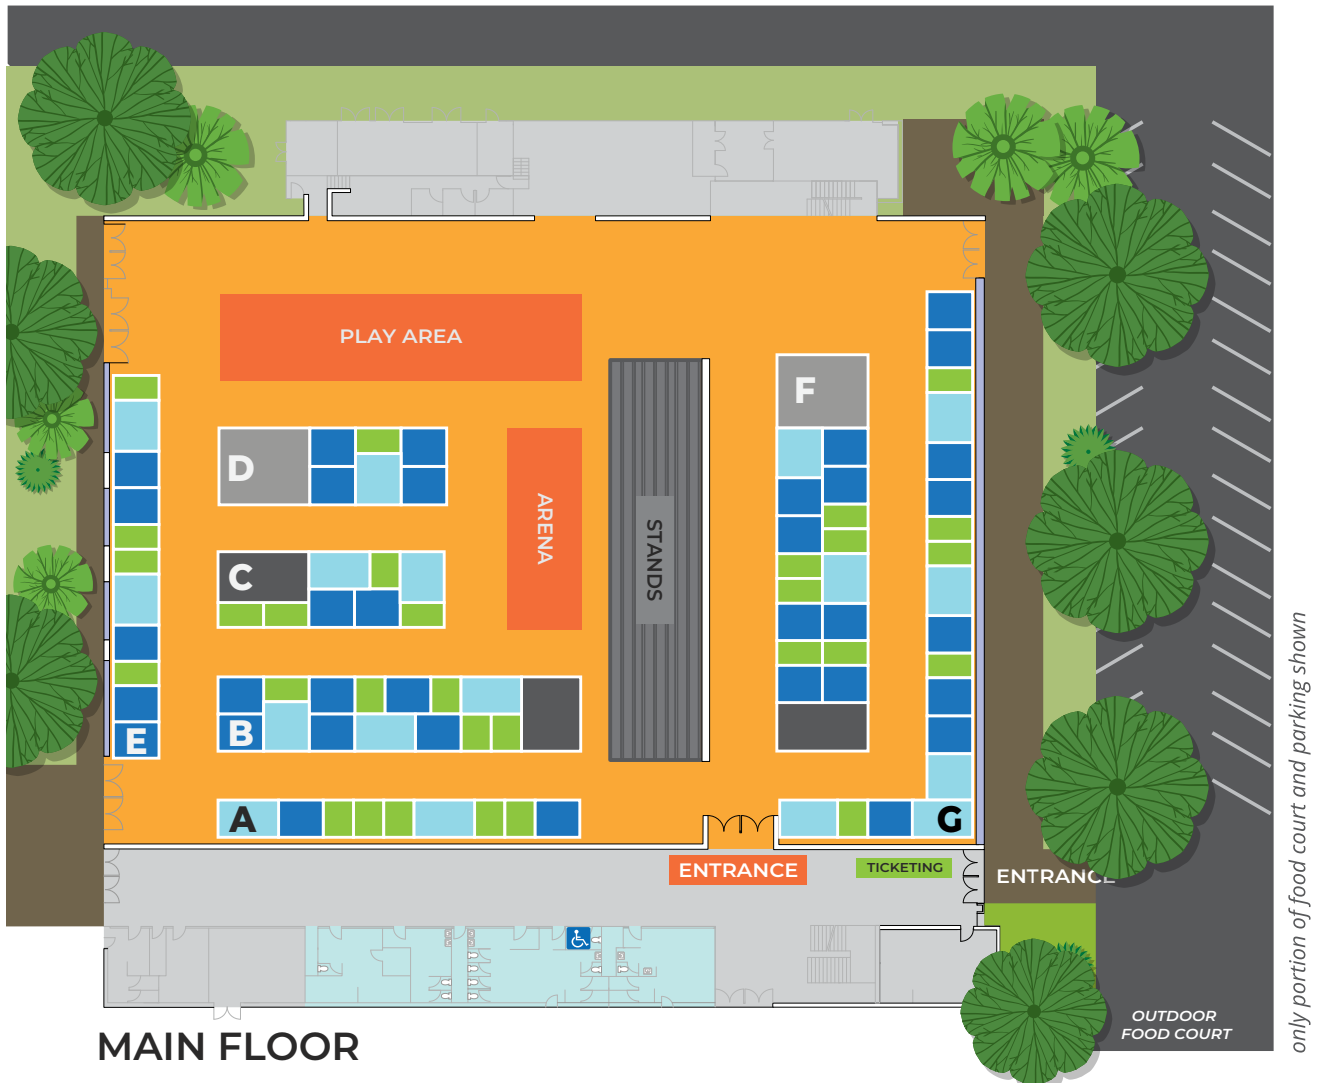 PLAY AREA
F
D
ARENA
STANDS
C
E
B
A
G
ENTRANCE
TICKETING
ENTRANCE
only portion of food court and parking shown
OUTDOOR
FOOD COURT
MAIN FLOOR